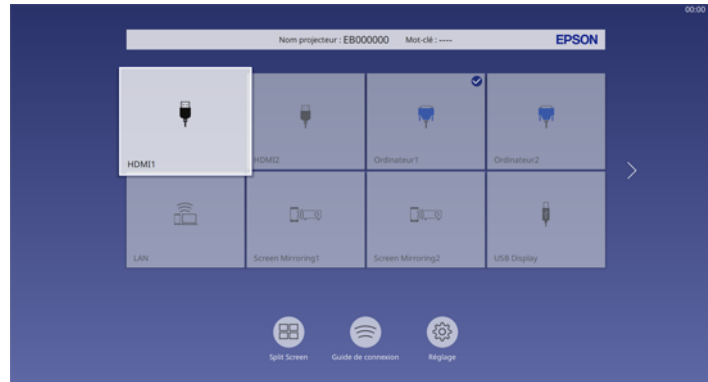 00:00
Nom projecteur : EB000000 Mot-clé : ---- EPSON
HDMI1 HDMI2 Ordinateur1 Ordinateur2
LAN Screen Mirroring1 Screen Mirroring2 USB Display
Split Screen Guide de connexion Réglage